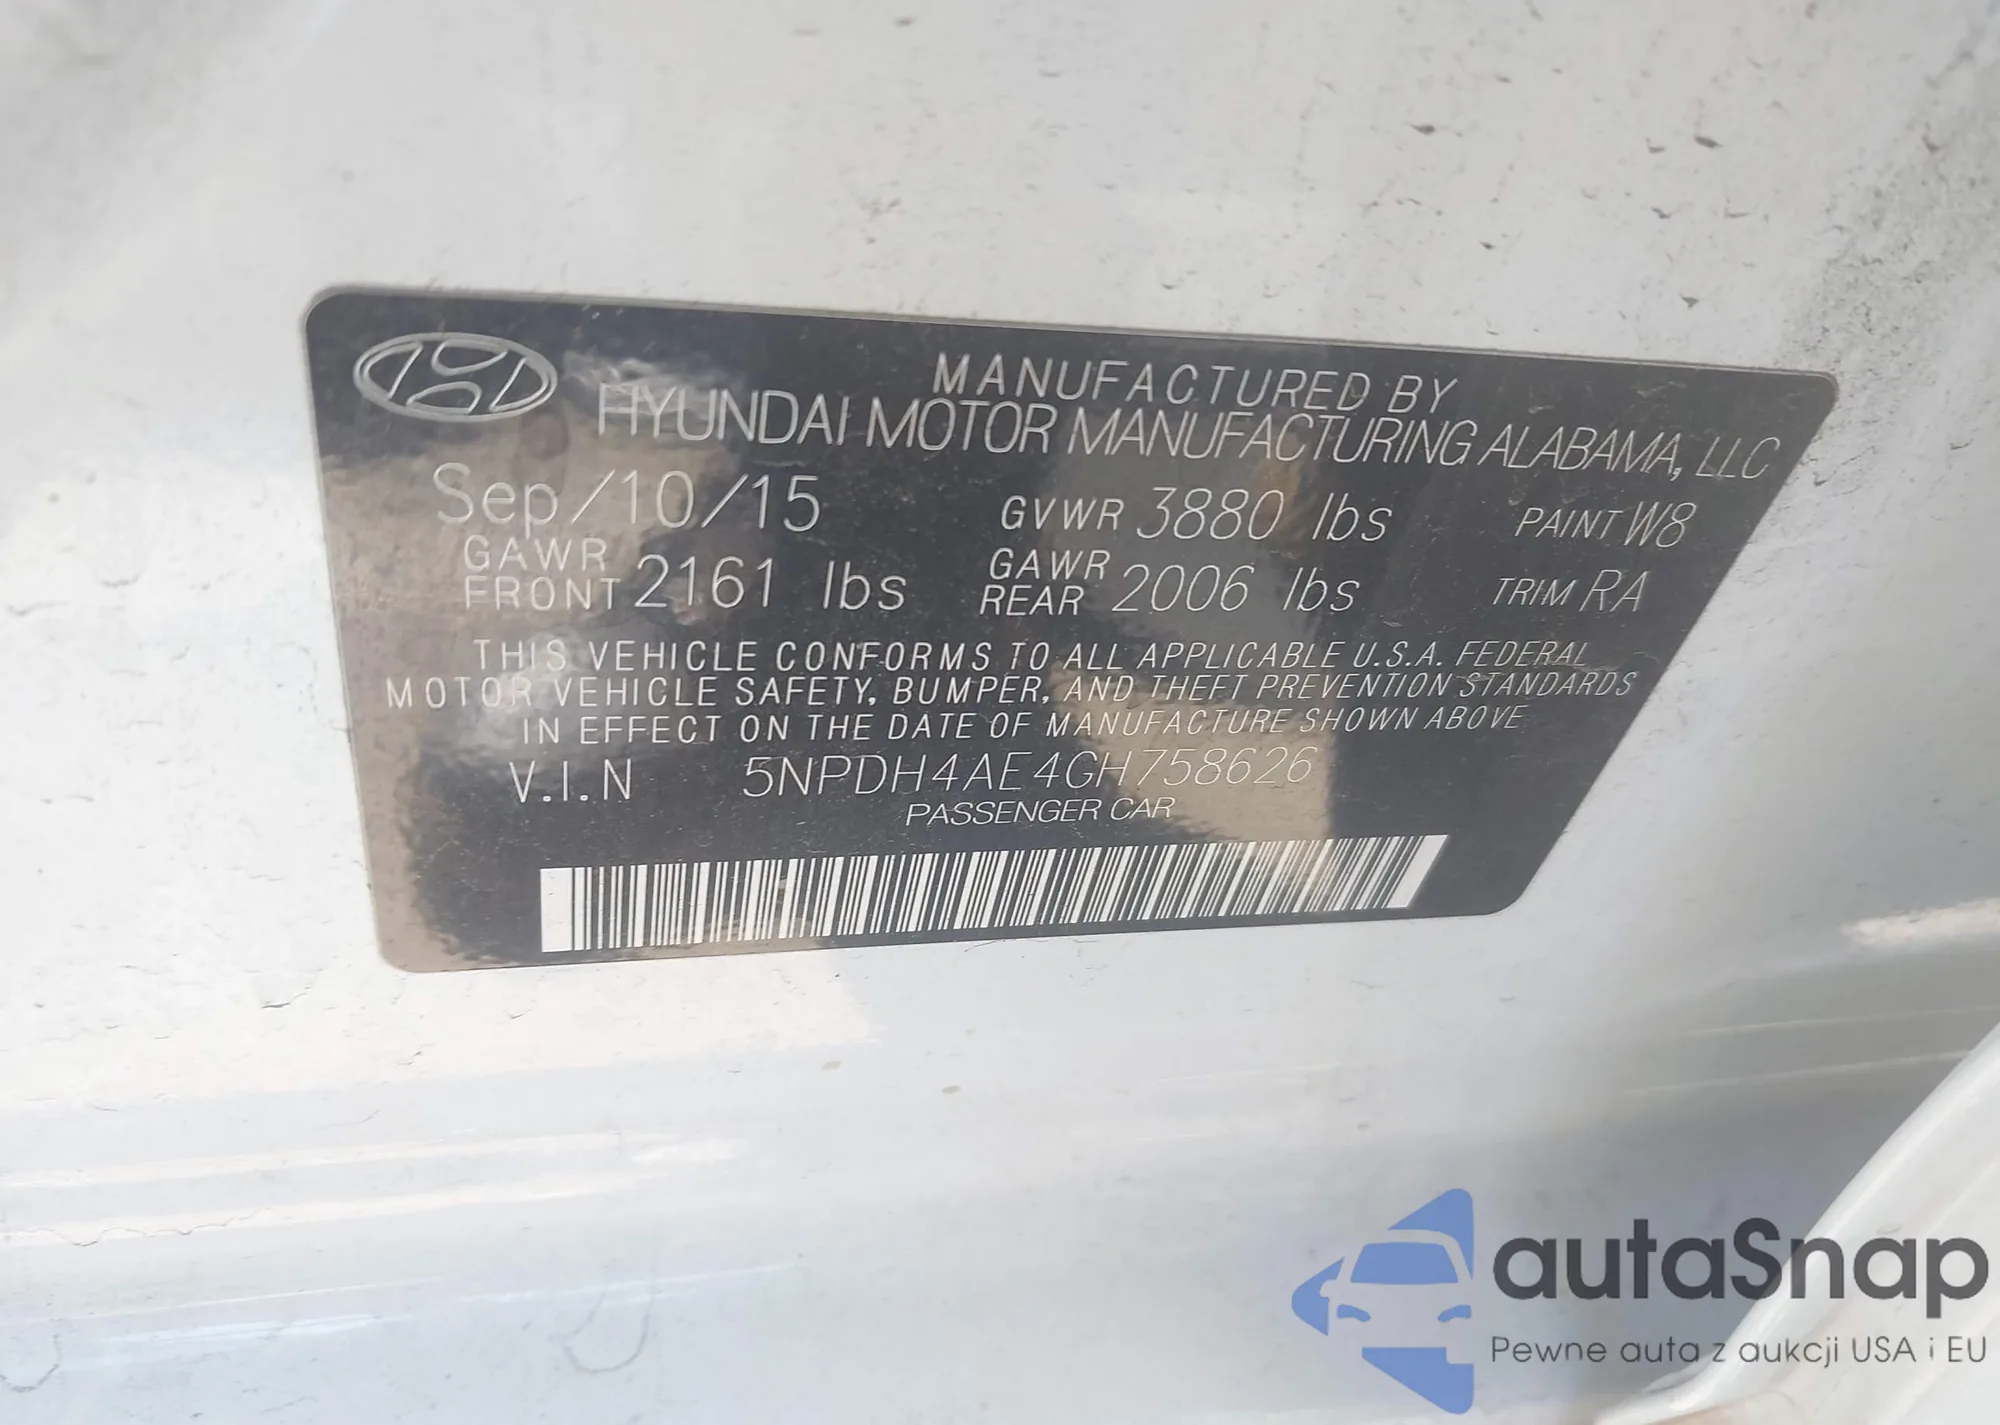 MANUFACTURED BY
HYUNDAI MOTOR MANUFACTURING ALABAMA, LLC
Sep/10/15 GVWR 3880 lbs PAINT W8
GAWR FRONT 2161 lbs GAWR REAR 2006 lbs TRIM RA
THIS VEHICLE CONFORMS TO ALL APPLICABLE U.S.A. FEDERAL
MOTOR VEHICLE SAFETY, BUMPER, AND THEFT PREVENTION STANDARDS
IN EFFECT ON THE DATE OF MANUFACTURE SHOWN ABOVE
V.I.N 5NPDH4AE4GH758626
PASSENGER CAR
autaSnap
Pewne auta z aukcji USA i EU